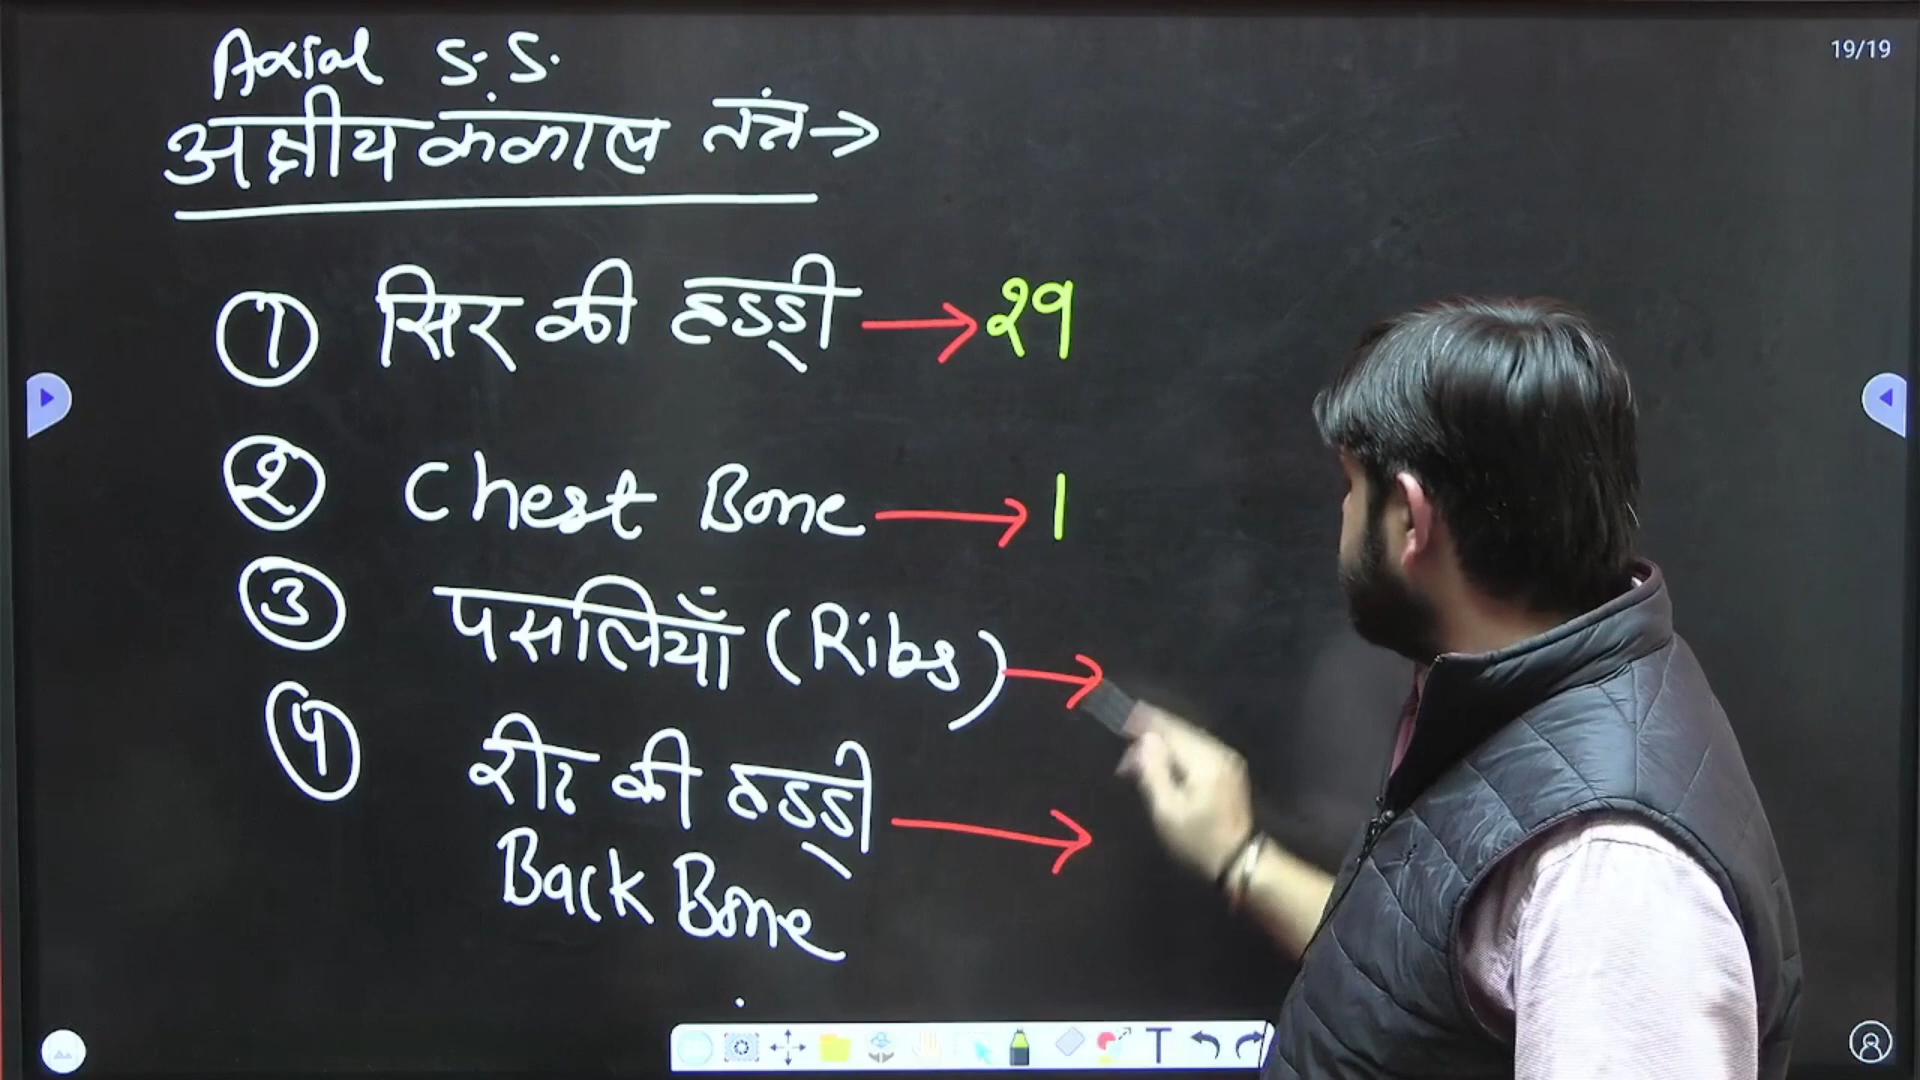 19/19
Axial S.S.
अक्षीय कंकाल तंत्र→
① सिर की हड्डी → २९
② Chest Bone → 1
③ पसलियाँ (Ribs) →
④ रीढ की हड्डी →
Back Bone
T